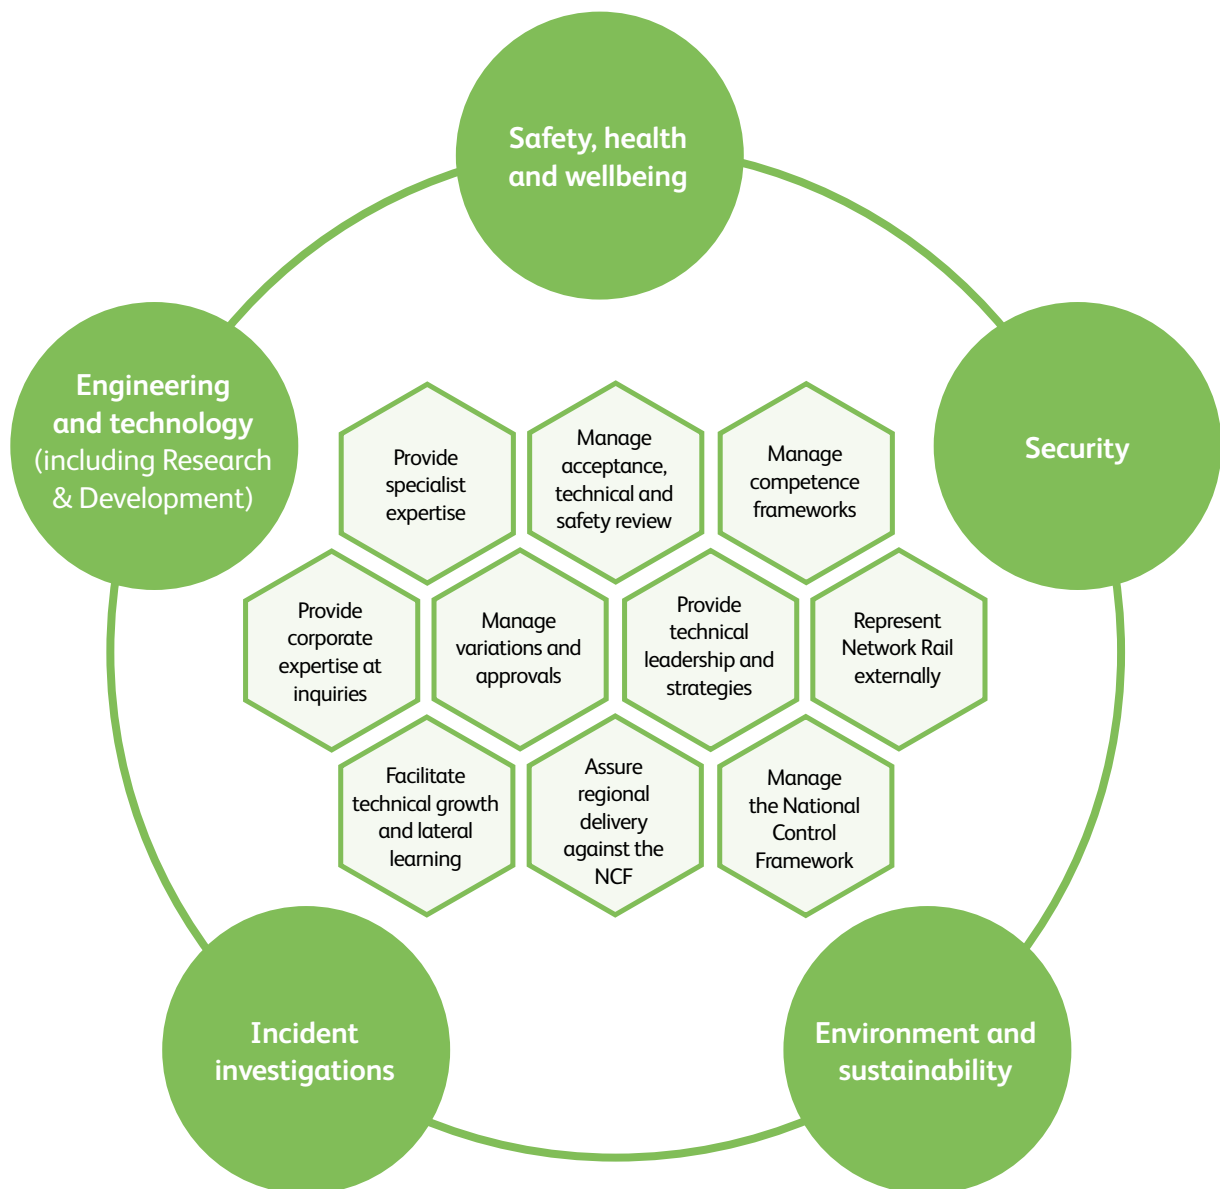 Safety, health
and wellbeing
Engineering
and technology
(including Research
& Development)
Security
Provide
specialist
expertise
Manage
acceptance,
technical and
safety review
Manage
competence
frameworks
Provide
corporate
expertise at
inquiries
Manage
variations and
approvals
Provide
technical
leadership and
strategies
Represent
Network Rail
externally
Facilitate
technical growth
and lateral
learning
Assure
regional
delivery
against the
NCF
Manage
the National
Control
Framework
Incident
investigations
Environment and
sustainability